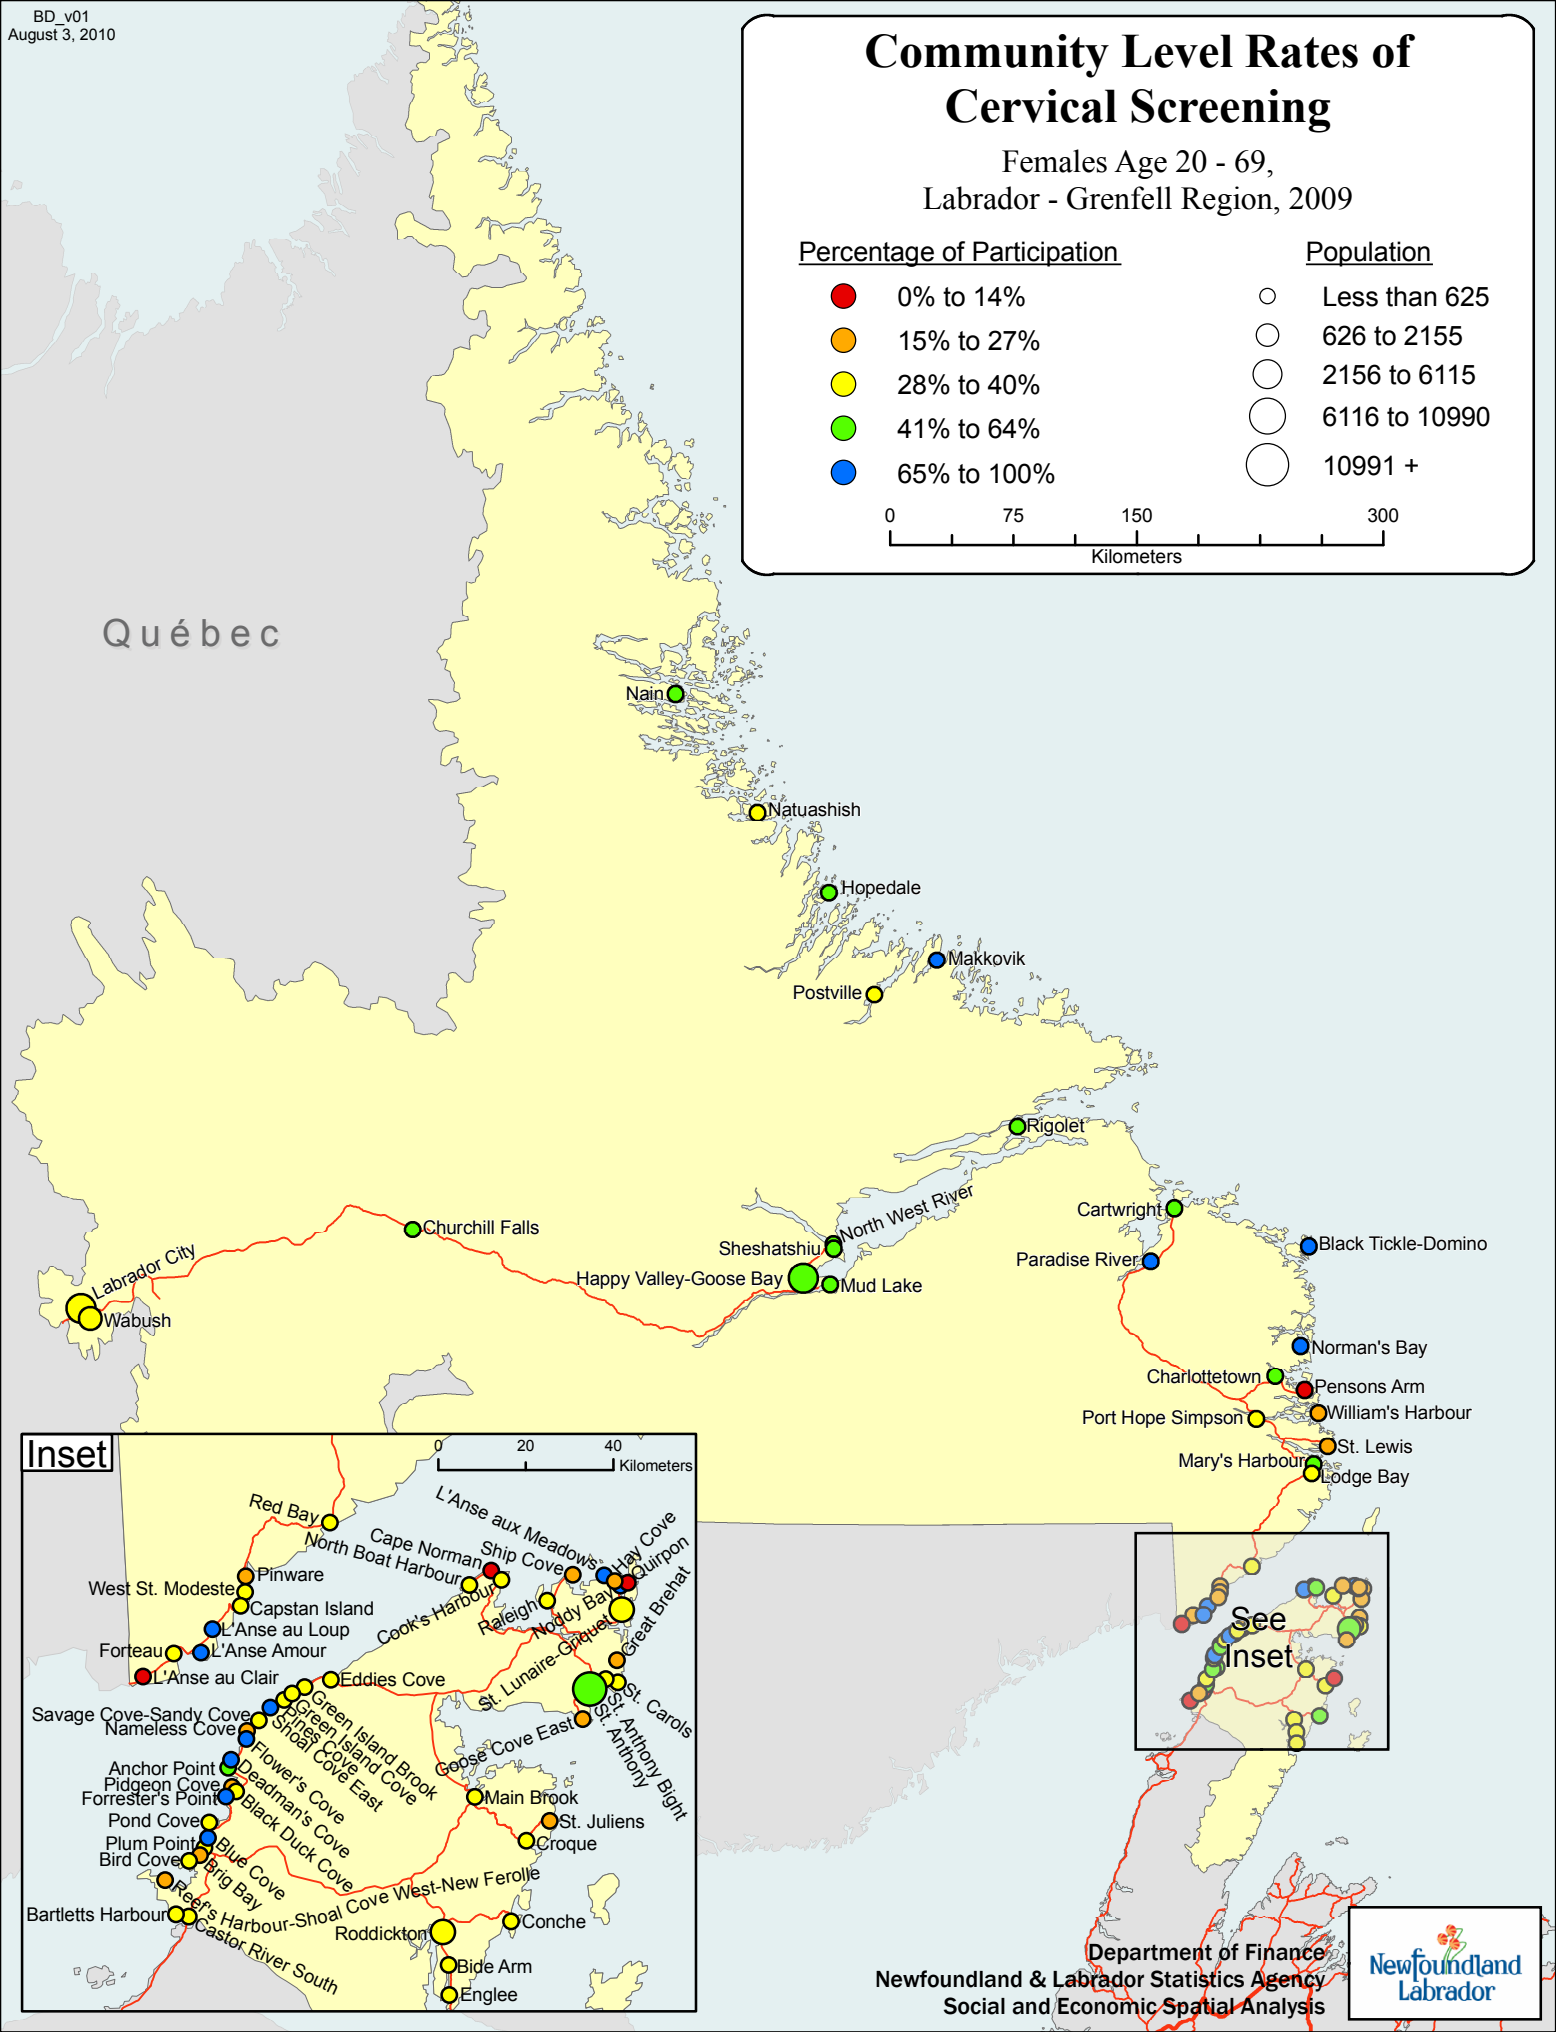 BD_v01
August 3, 2010
Community Level Rates of
Cervical Screening
Females Age 20 - 69,
Labrador - Grenfell Region, 2009
Percentage of Participation
0% to 14%
15% to 27%
28% to 40%
41% to 64%
65% to 100%
Population
Less than 625
626 to 2155
2156 to 6115
6116 to 10990
10991 +
0 75 150 300
Kilometers
Québec
Nain
Natuashish
Hopedale
Makkovik
Postville
Rigolet
North West River
Cartwright
Churchill Falls
Sheshatshiu
Black Tickle-Domino
Paradise River
Labrador City
Happy Valley-Goose Bay
Mud Lake
Wabush
Norman's Bay
Charlottetown
Pensons Arm
William's Harbour
Port Hope Simpson
St. Lewis
Mary's Harbour
Lodge Bay
See
Inset
Inset
0 20 40
Kilometers
Red Bay
North Boat Harbour
Cape Norman
Ship Cove
L'Anse aux Meadows
Hay Cove
Quirpon
Pinware
West St. Modeste
Capstan Island
L'Anse au Loup
Forteau
L'Anse Amour
L'Anse au Clair
Cook's Harbour
Raleigh
Noddy Bay
St. Lunaire-Griquet
Great Brehat
St. Carols
St. Anthony Bight
St. Anthony
Goose Cove East
Eddies Cove
Green Island Brook
Green Island Cove
Pines Cove
Shoal Cove East
Savage Cove-Sandy Cove
Nameless Cove
Flower's Cove
Deadman's Cove
Anchor Point
Pidgeon Cove
Forrester's Point
Black Duck Cove
Pond Cove
Plum Point
Blue Cove
Bird Cove
Brig Bay
Reef's Harbour-Shoal Cove West-New Ferolle
Bartletts Harbour
Castor River South
Main Brook
St. Juliens
Croque
Roddickton
Conche
Bide Arm
Englee
Department of Finance
Newfoundland & Labrador Statistics Agency
Social and Economic Spatial Analysis
Newfoundland
Labrador